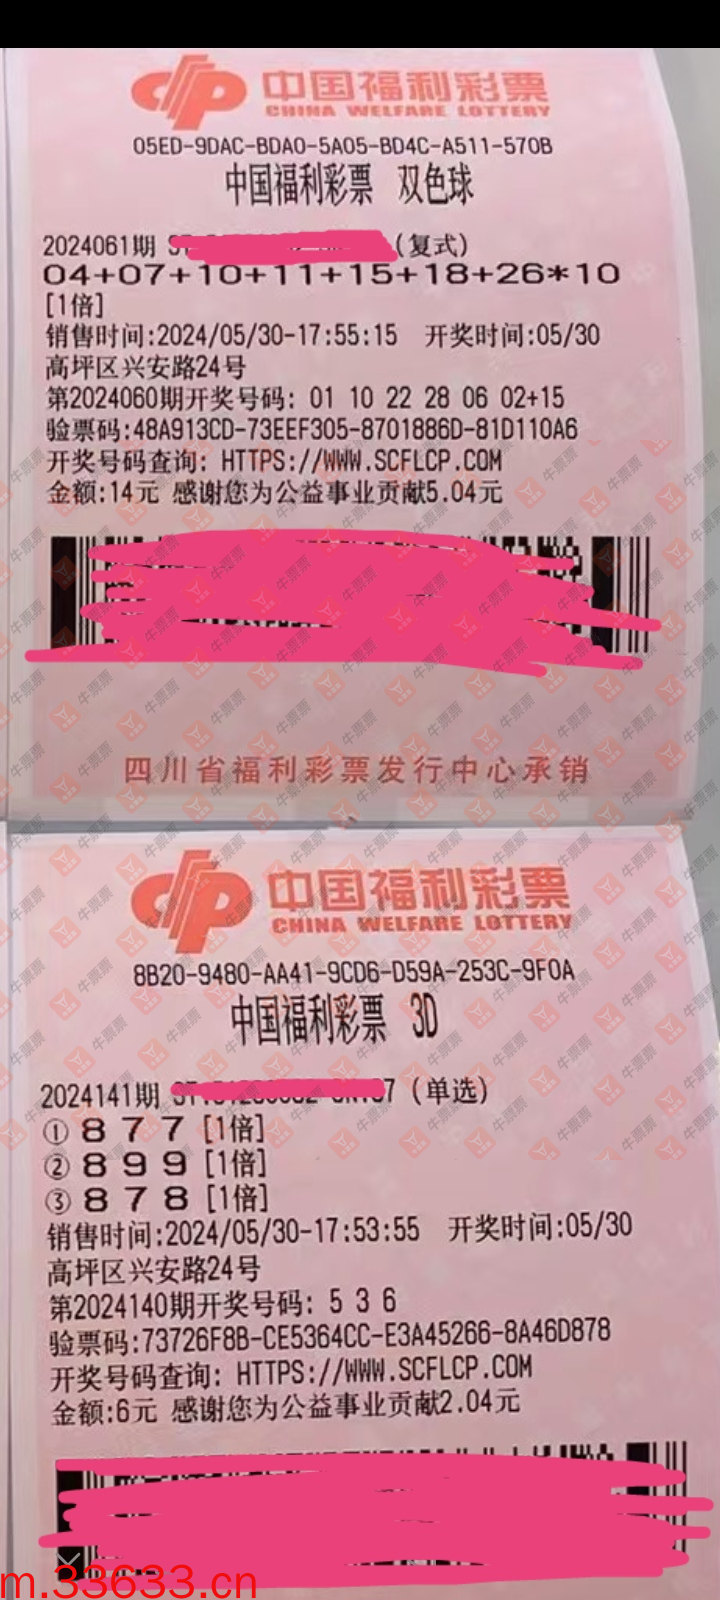 中国福利彩票
CHINA WELFARE LOTTERY
05ED-9DAC-BDA0-5A05-BD4C-A511-570B
中国福利彩票 双色球
2024061期 (复式)
04+07+10+11+15+18+26*10
[1倍]
销售时间:2024/05/30-17:55:15 开奖时间:05/30
高坪区兴安路24号
第2024060期开奖号码: 01 10 22 28 06 02+15
验票码:48A913CD-73EEF305-8701886D-81D110A6
开奖号码查询: HTTPS://WWW.SCFLCP.COM
金额:14元 感谢您为公益事业贡献5.04元
四川省福利彩票发行中心承销
中国福利彩票
CHINA WELFARE LOTTERY
8B20-9480-AA41-9CD6-D59A-253C-9F0A
中国福利彩票 3D
2024141期 (单选)
① 8 7 7 [1倍]
② 8 9 9 [1倍]
③ 8 7 8 [1倍]
销售时间:2024/05/30-17:53:55 开奖时间:05/30
高坪区兴安路24号
第2024140期开奖号码: 5 3 6
验票码:73726F8B-CE5364CC-E3A45266-8A46D878
开奖号码查询: HTTPS://WWW.SCFLCP.COM
金额:6元 感谢您为公益事业贡献2.04元
m.33633.cn
牛票票